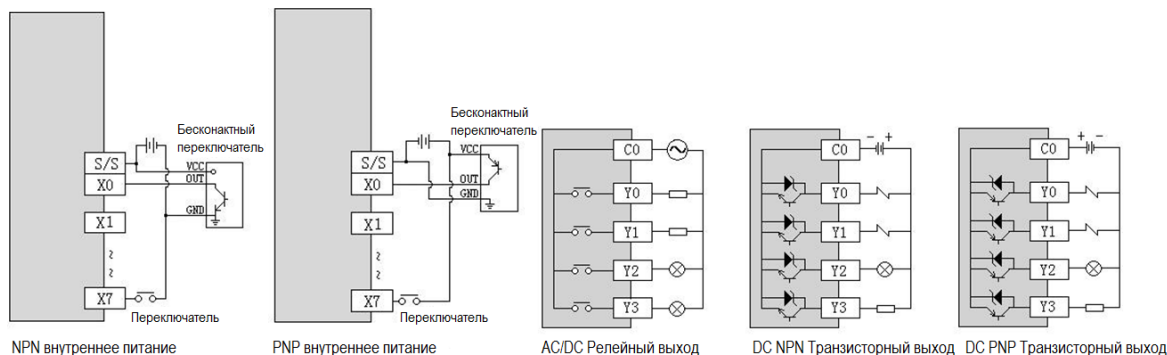 Бесконактный
переключатель
VCC
S/S
OUT
X0
GND
X1
X7
Переключатель
NPN внутреннее питание
Бесконактный
переключатель
VCC
S/S
OUT
X0
GND
X1
X7
Переключатель
PNP внутреннее питание
C0
Y0
Y1
Y2
Y3
AC/DC Релейный выход
- +
C0
Y0
Y1
Y2
Y3
DC NPN Транзисторный выход
+ -
C0
Y0
Y1
Y2
Y3
DC PNP Транзисторный выход